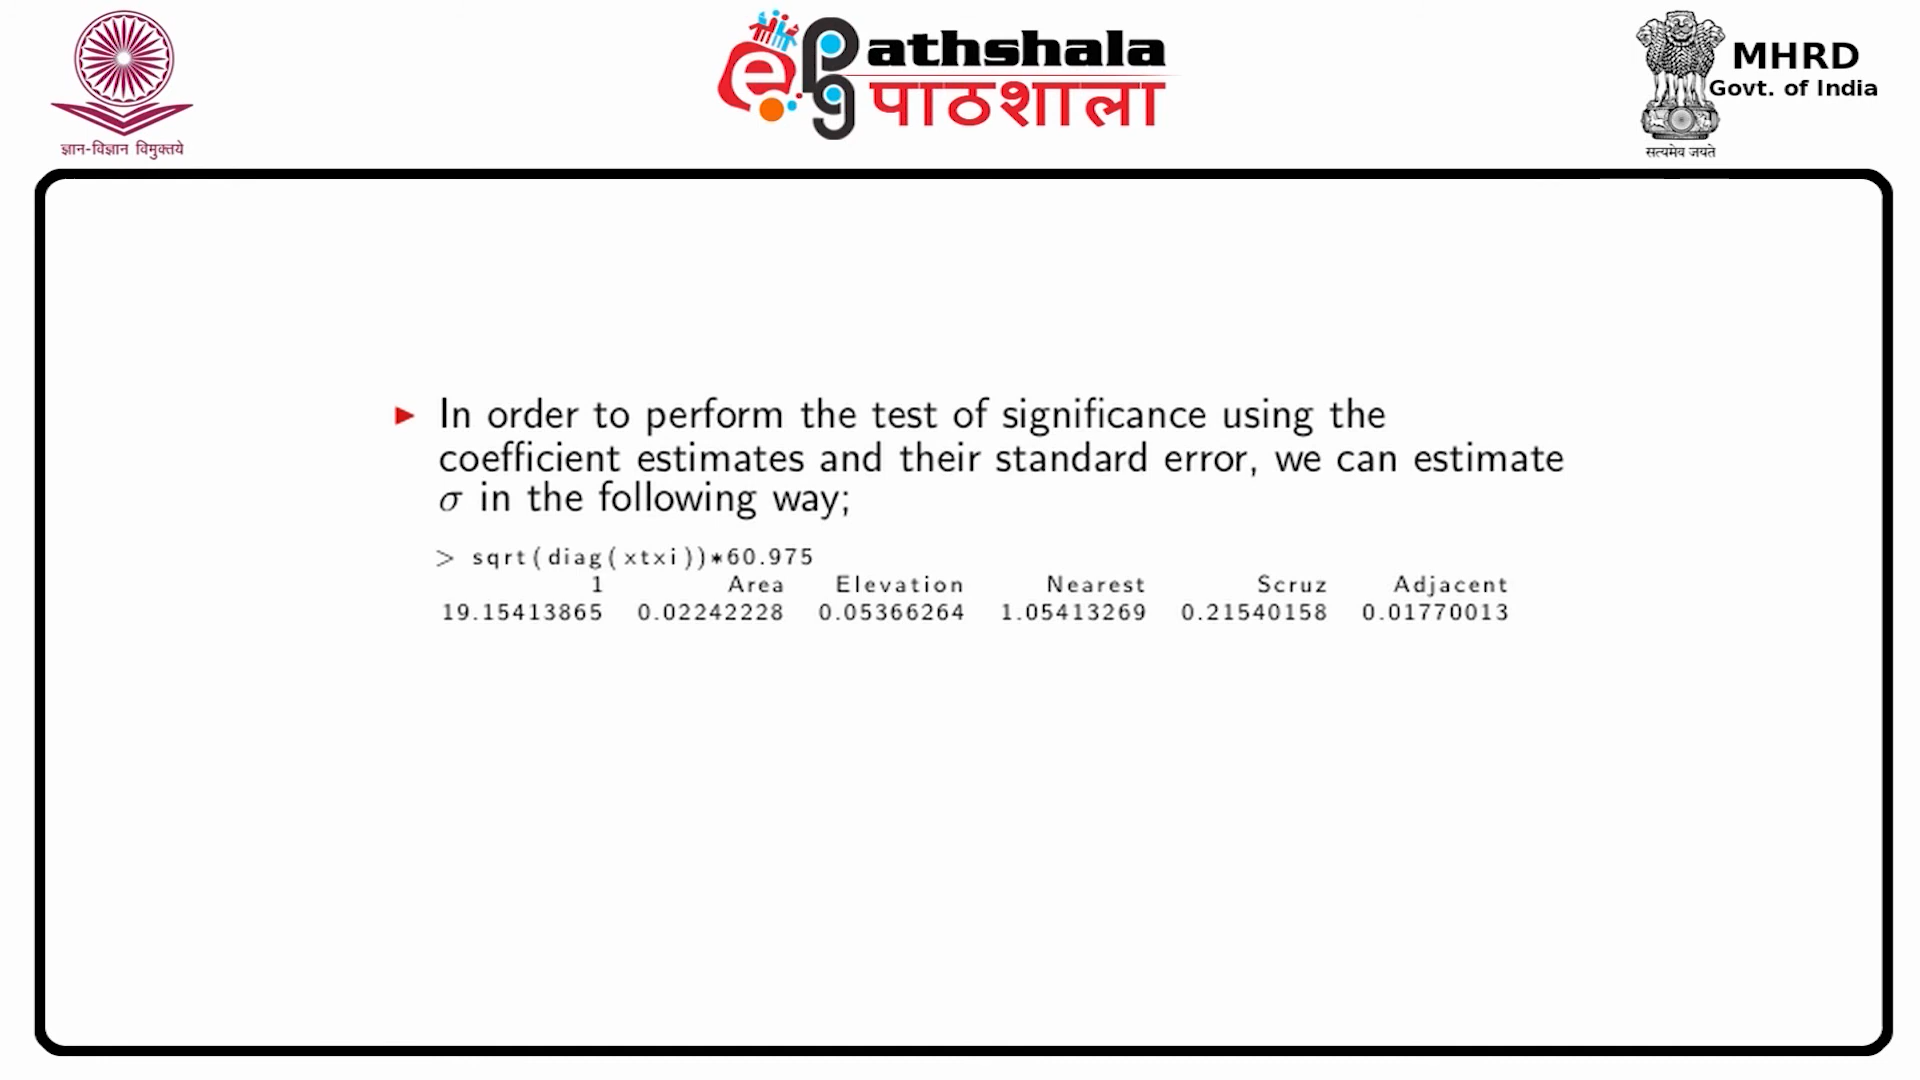 ज्ञान-विज्ञान विमुक्तये
e PG athshala
पाठशाला
MHRD
Govt. of India
सत्यमेव जयते
In order to perform the test of significance using the
coefficient estimates and their standard error, we can estimate
σ in the following way;
> sqrt(diag(xtxi))*60.975
1 Area Elevation Nearest Scruz Adjacent
19.15413865 0.02242228 0.05366264 1.05413269 0.21540158 0.01770013